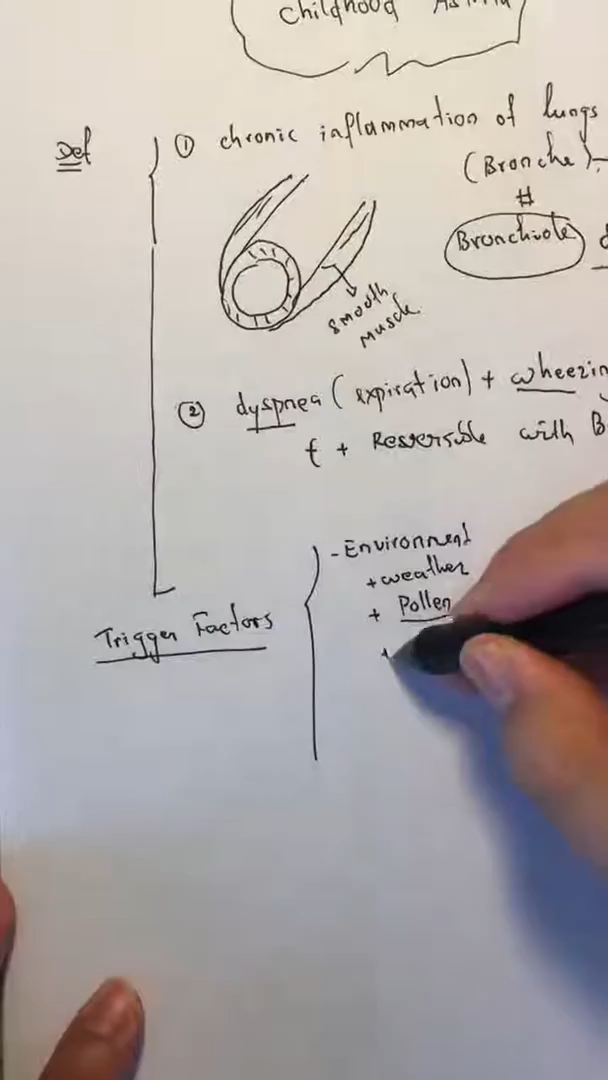 Childhood
Def
① chronic inflammation of lungs
(Bronche)
#
Bronchiote
smooth
muscle.
② dyspnea (expiration) + wheezin
+ Reversible with B
Trigger Factors
- Environment
+ weather
+ Pollen
+